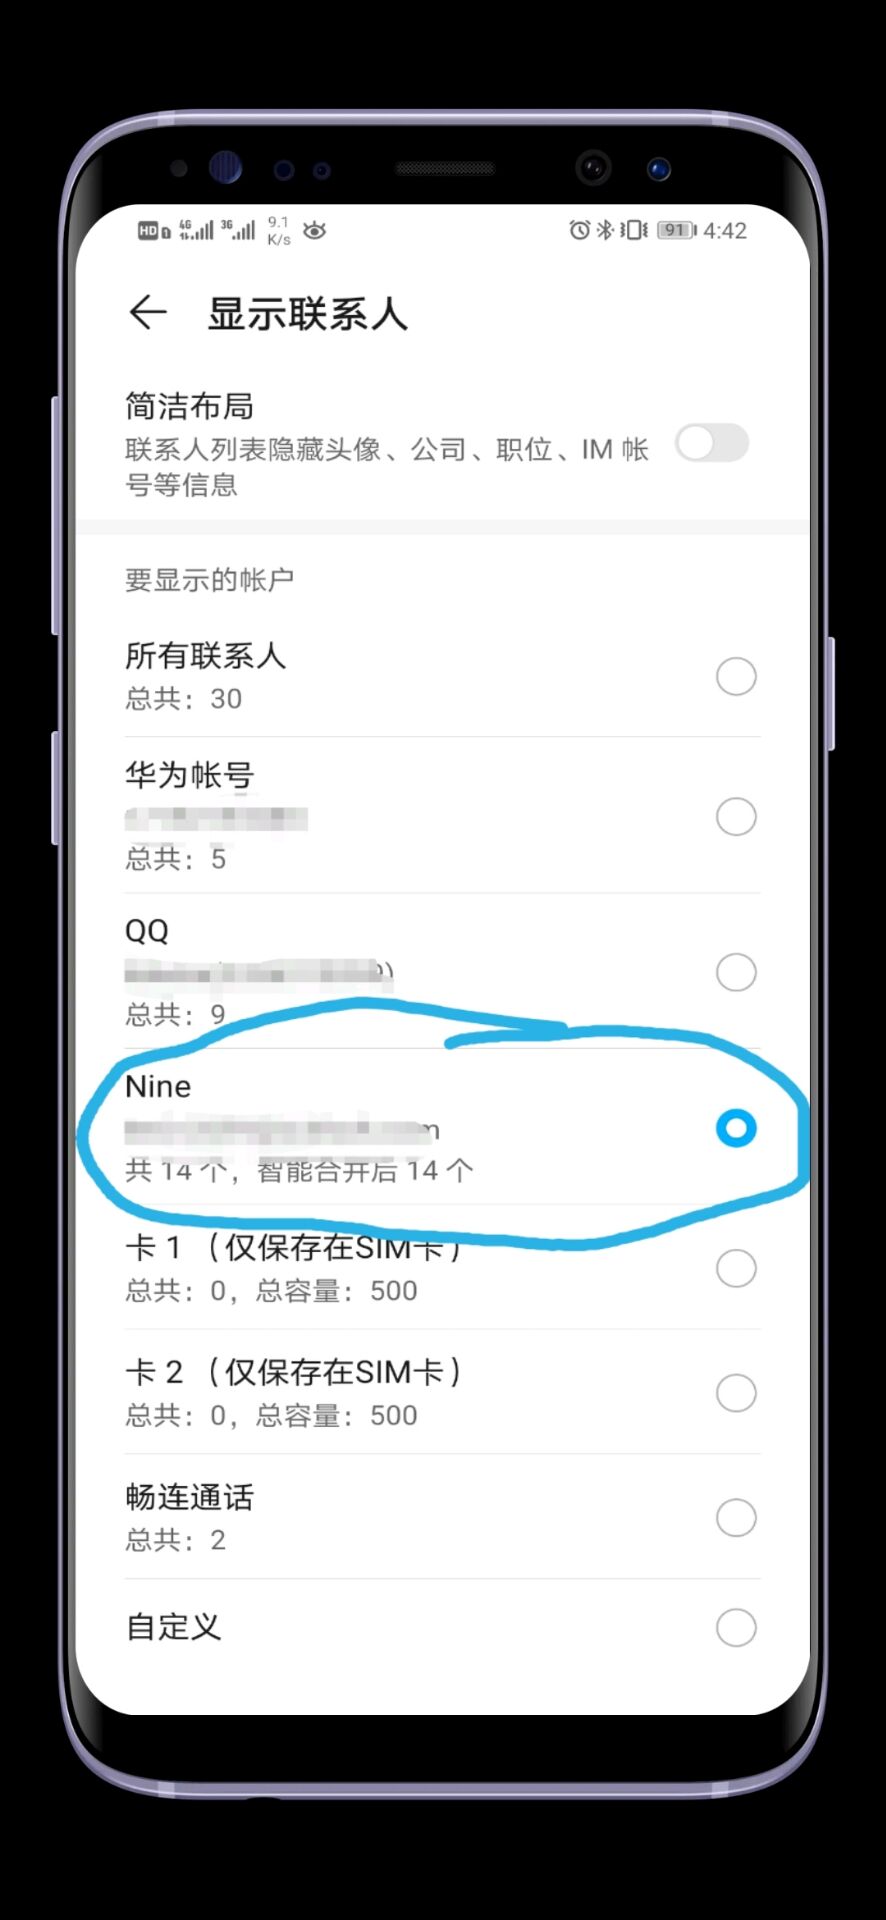 HD 1 4G 3G 9.1 K/s 91 4:42
显示联系人
简洁布局
联系人列表隐藏头像、公司、职位、IM 帐
号等信息
要显示的帐户
所有联系人
总共：30
华为帐号
总共：5
QQ
9)
总共：9
Nine
m
共 14 个，智能合并后 14 个
卡 1 （仅保存在SIM卡）
总共：0，总容量：500
卡 2 （仅保存在SIM卡）
总共：0，总容量：500
畅连通话
总共：2
自定义